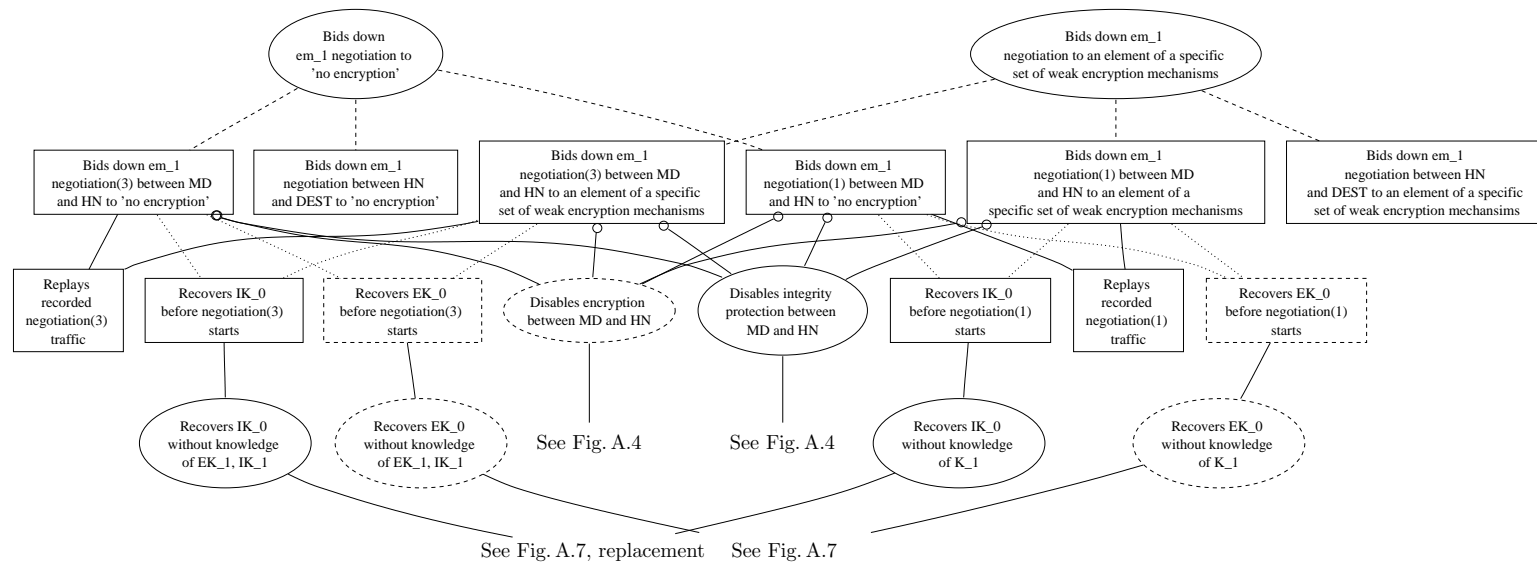 Bids down
em_1 negotiation to
'no encryption'
Bids down em_1
negotiation to an element of a specific
set of weak encryption mechanisms
Bids down em_1
negotiation(3) between MD
and HN to 'no encryption'
Bids down em_1
negotiation between HN
and DEST to 'no encryption'
Bids down em_1
negotiation(3) between MD
and HN to an element of a specific
set of weak encryption mechanisms
Bids down em_1
negotiation(1) between MD
and HN to 'no encryption'
Bids down em_1
negotiation(1) between MD
and HN to an element of a
specific set of weak encryption mechanisms
Bids down em_1
negotiation between HN
and DEST to an element of a specific
set of weak encryption mechanisms
Replays
recorded
negotiation(3)
traffic
Recovers IK_0
before negotiation(3)
starts
Recovers EK_0
before negotiation(3)
starts
Disables encryption
between MD and HN
Disables integrity
protection between
MD and HN
Recovers IK_0
before negotiation(1)
starts
Replays
recorded
negotiation(1)
traffic
Recovers EK_0
before negotiation(1)
starts
Recovers IK_0
without knowledge
of EK_1, IK_1
Recovers EK_0
without knowledge
of EK_1, IK_1
See Fig. A.4
See Fig. A.4
Recovers IK_0
without knowledge
of K_1
Recovers EK_0
without knowledge
of K_1
See Fig. A.7, replacement
See Fig. A.7